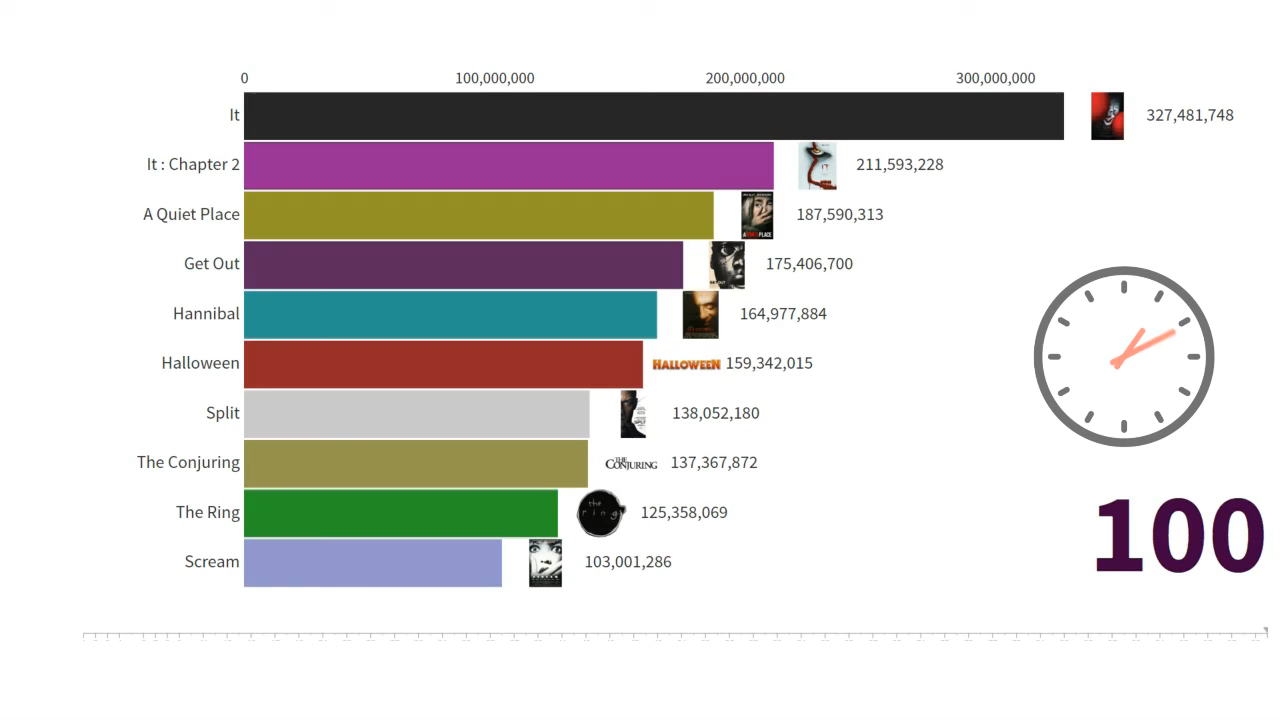 0 100,000,000 200,000,000 300,000,000
It 327,481,748
It : Chapter 2 211,593,228
A Quiet Place 187,590,313
Get Out 175,406,700
Hannibal 164,977,884
Halloween HALLOWEEN 159,342,015
Split 138,052,180
The Conjuring THE CONJURING 137,367,872
The Ring the ring 125,358,069
Scream 103,001,286
100